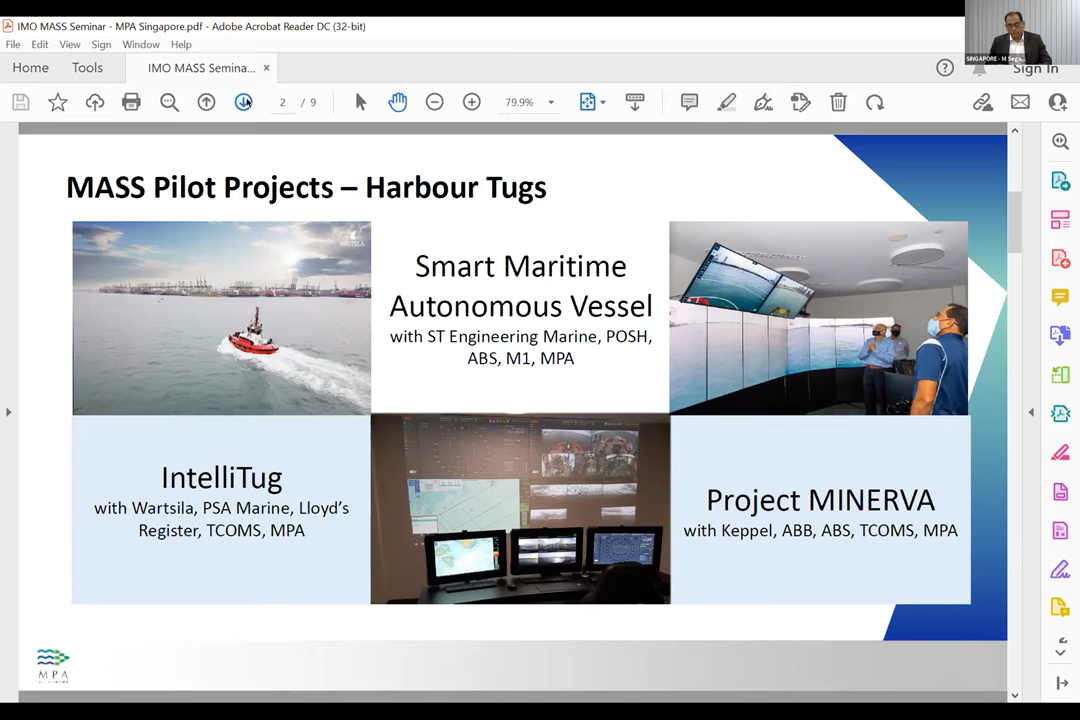 IMO MASS Seminar - MPA Singapore.pdf - Adobe Acrobat Reader DC (32-bit)
File Edit View Sign Window Help
Home Tools IMO MASS Semina... ×
Sign In
2 / 9 79.9%
MASS Pilot Projects – Harbour Tugs
WARTSILA
Smart Maritime
Autonomous Vessel
with ST Engineering Marine, POSH,
ABS, M1, MPA
IntelliTug
with Wartsila, PSA Marine, Lloyd's
Register, TCOMS, MPA
Project MINERVA
with Keppel, ABB, ABS, TCOMS, MPA
MPA
SINGAPORE - M Sega...